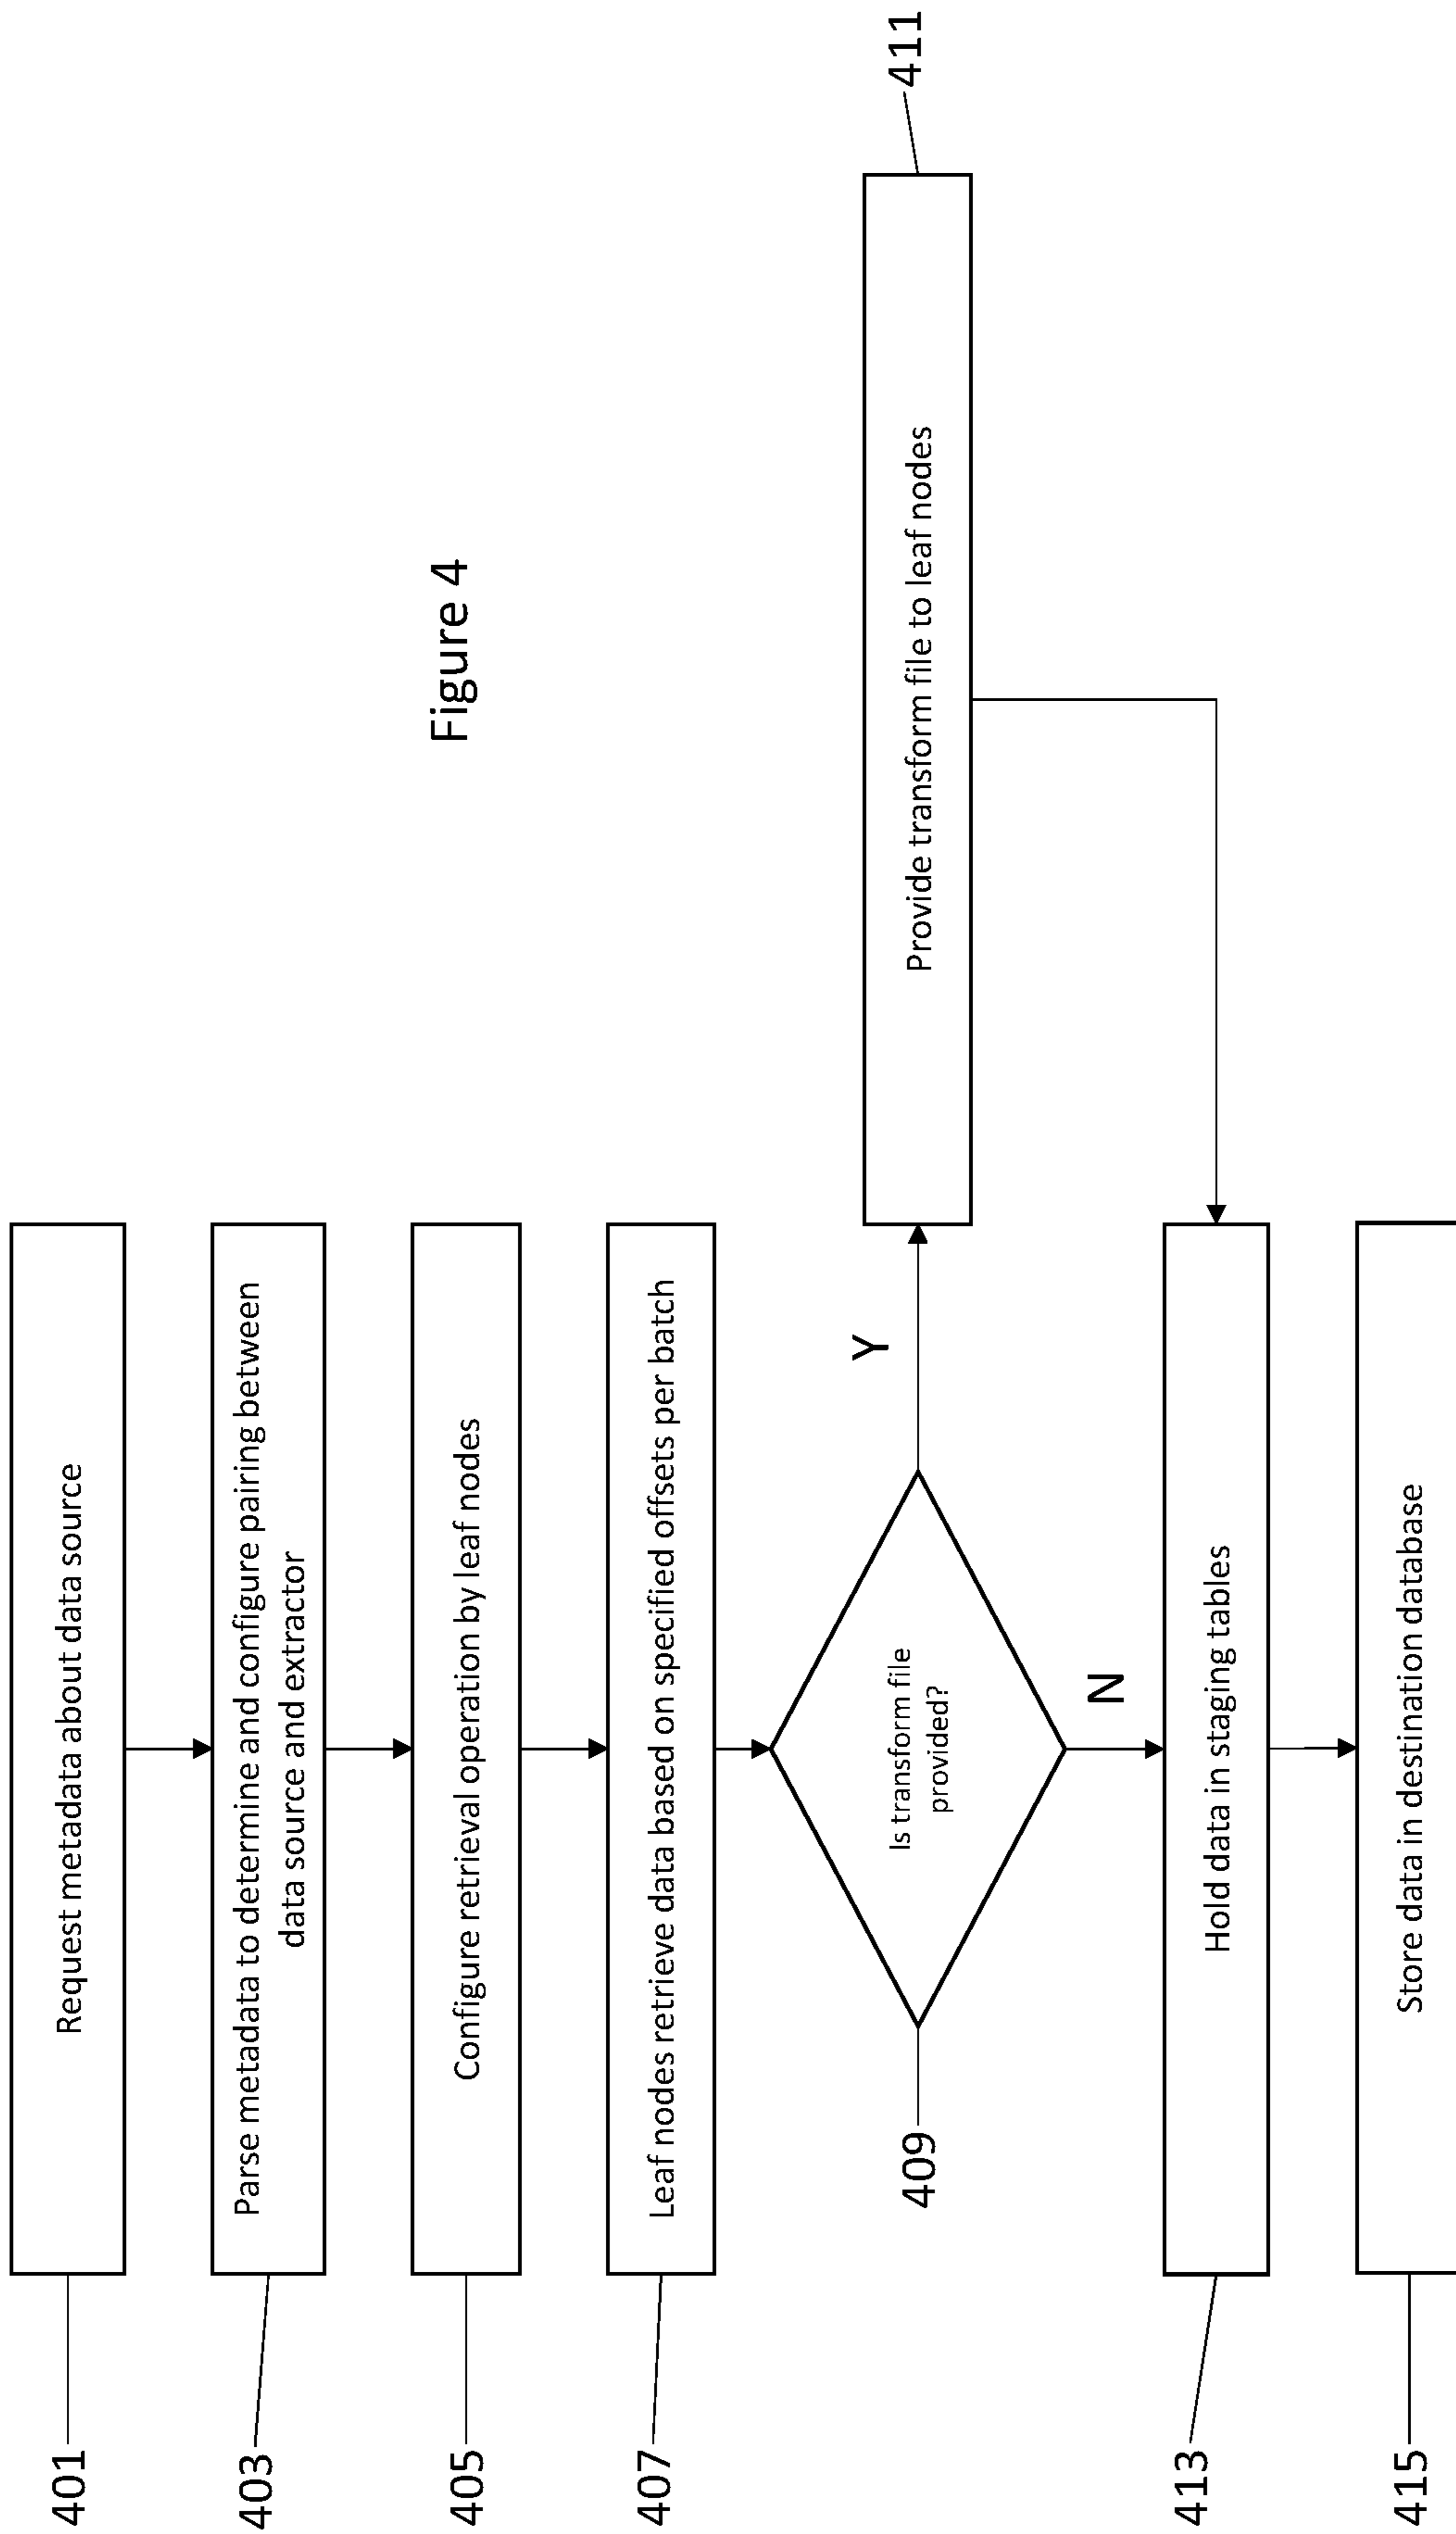 401
Request metadata about data source
403
Parse metadata to determine and configure pairing between
data source and extractor
405
Configure retrieval operation by leaf nodes
Figure 4
407
Leaf nodes retrieve data based on specified offsets per batch
409
Is transform file
provided?
Y
Provide transform file to leaf nodes
411
N
413
Hold data in staging tables
415
Store data in destination database